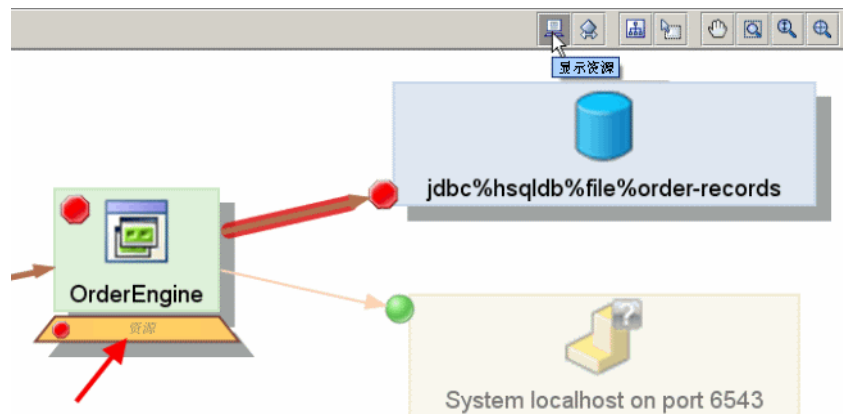 显示资源
jdbc%hsqldb%file%order-records
OrderEngine
资源
System localhost on port 6543